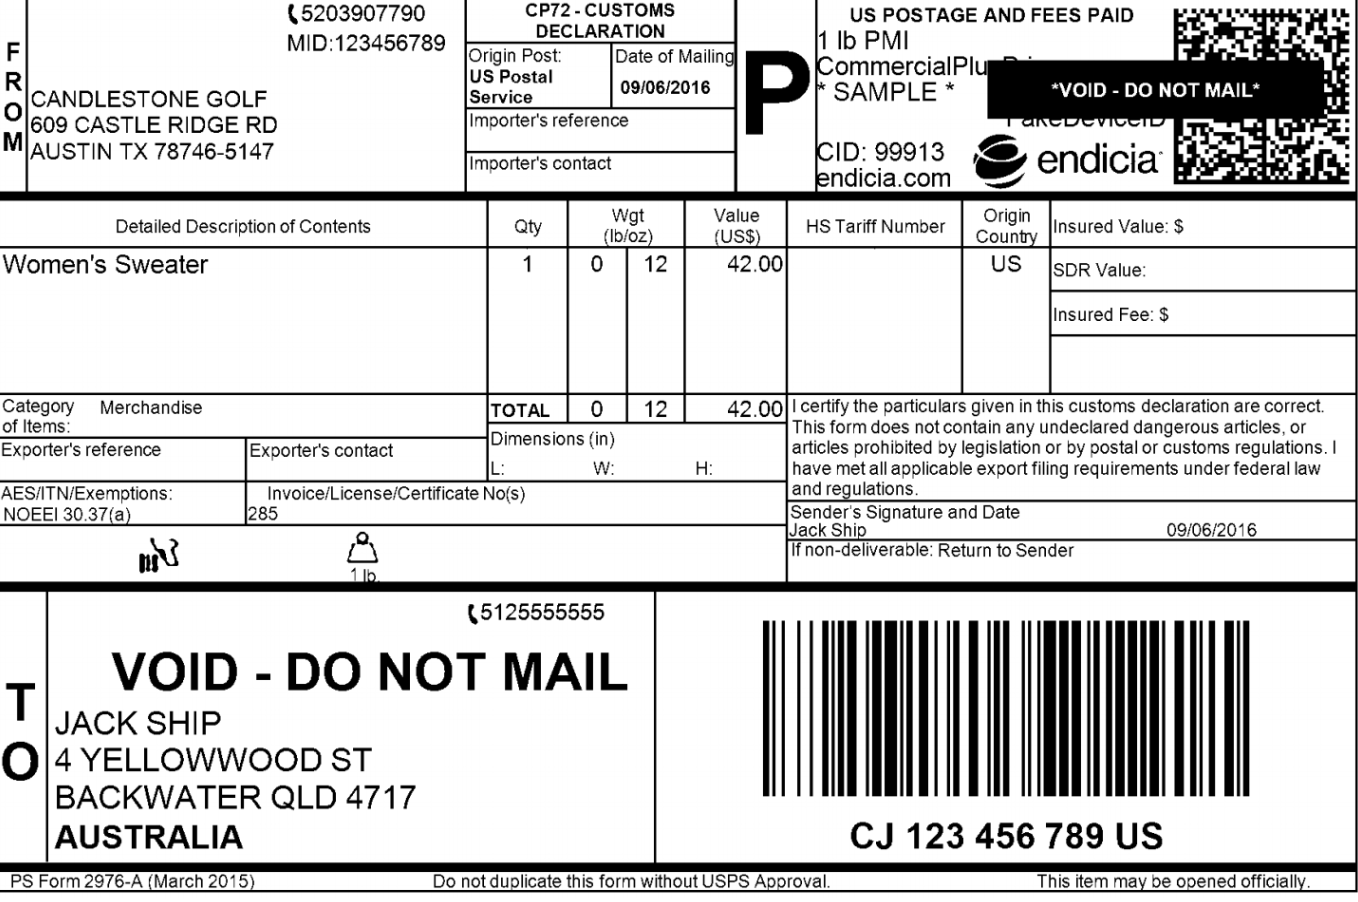 F
R
O
M
5203907790
MID:123456789
CANDLESTONE GOLF
609 CASTLE RIDGE RD
AUSTIN TX 78746-5147
CP72 - CUSTOMS
DECLARATION
Origin Post:
US Postal
Service
Date of Mailing
09/06/2016
Importer's reference
Importer's contact
P
US POSTAGE AND FEES PAID
1 lb PMI
CommercialPlu
* SAMPLE *
*VOID - DO NOT MAIL*
FakeDeviceID
CID: 99913
endicia.com
endicia
Detailed Description of Contents
Qty
Wgt
(lb/oz)
Value
(US$)
HS Tariff Number
Origin
Country
Insured Value: $
Women's Sweater
1
0
12
42.00
US
SDR Value:
Insured Fee: $
Category
of Items:
Merchandise
TOTAL
0
12
42.00
Exporter's reference
Exporter's contact
Dimensions (in)
L: W: H:
AES/ITN/Exemptions:
NOEEI 30.37(a)
Invoice/License/Certificate No(s)
285
1 lb.
I certify the particulars given in this customs declaration are correct.
This form does not contain any undeclared dangerous articles, or
articles prohibited by legislation or by postal or customs regulations. I
have met all applicable export filing requirements under federal law
and regulations.
Sender's Signature and Date
Jack Ship 09/06/2016
If non-deliverable: Return to Sender
T
O
5125555555
VOID - DO NOT MAIL
JACK SHIP
4 YELLOWWOOD ST
BACKWATER QLD 4717
AUSTRALIA
CJ 123 456 789 US
PS Form 2976-A (March 2015) Do not duplicate this form without USPS Approval. This item may be opened officially.